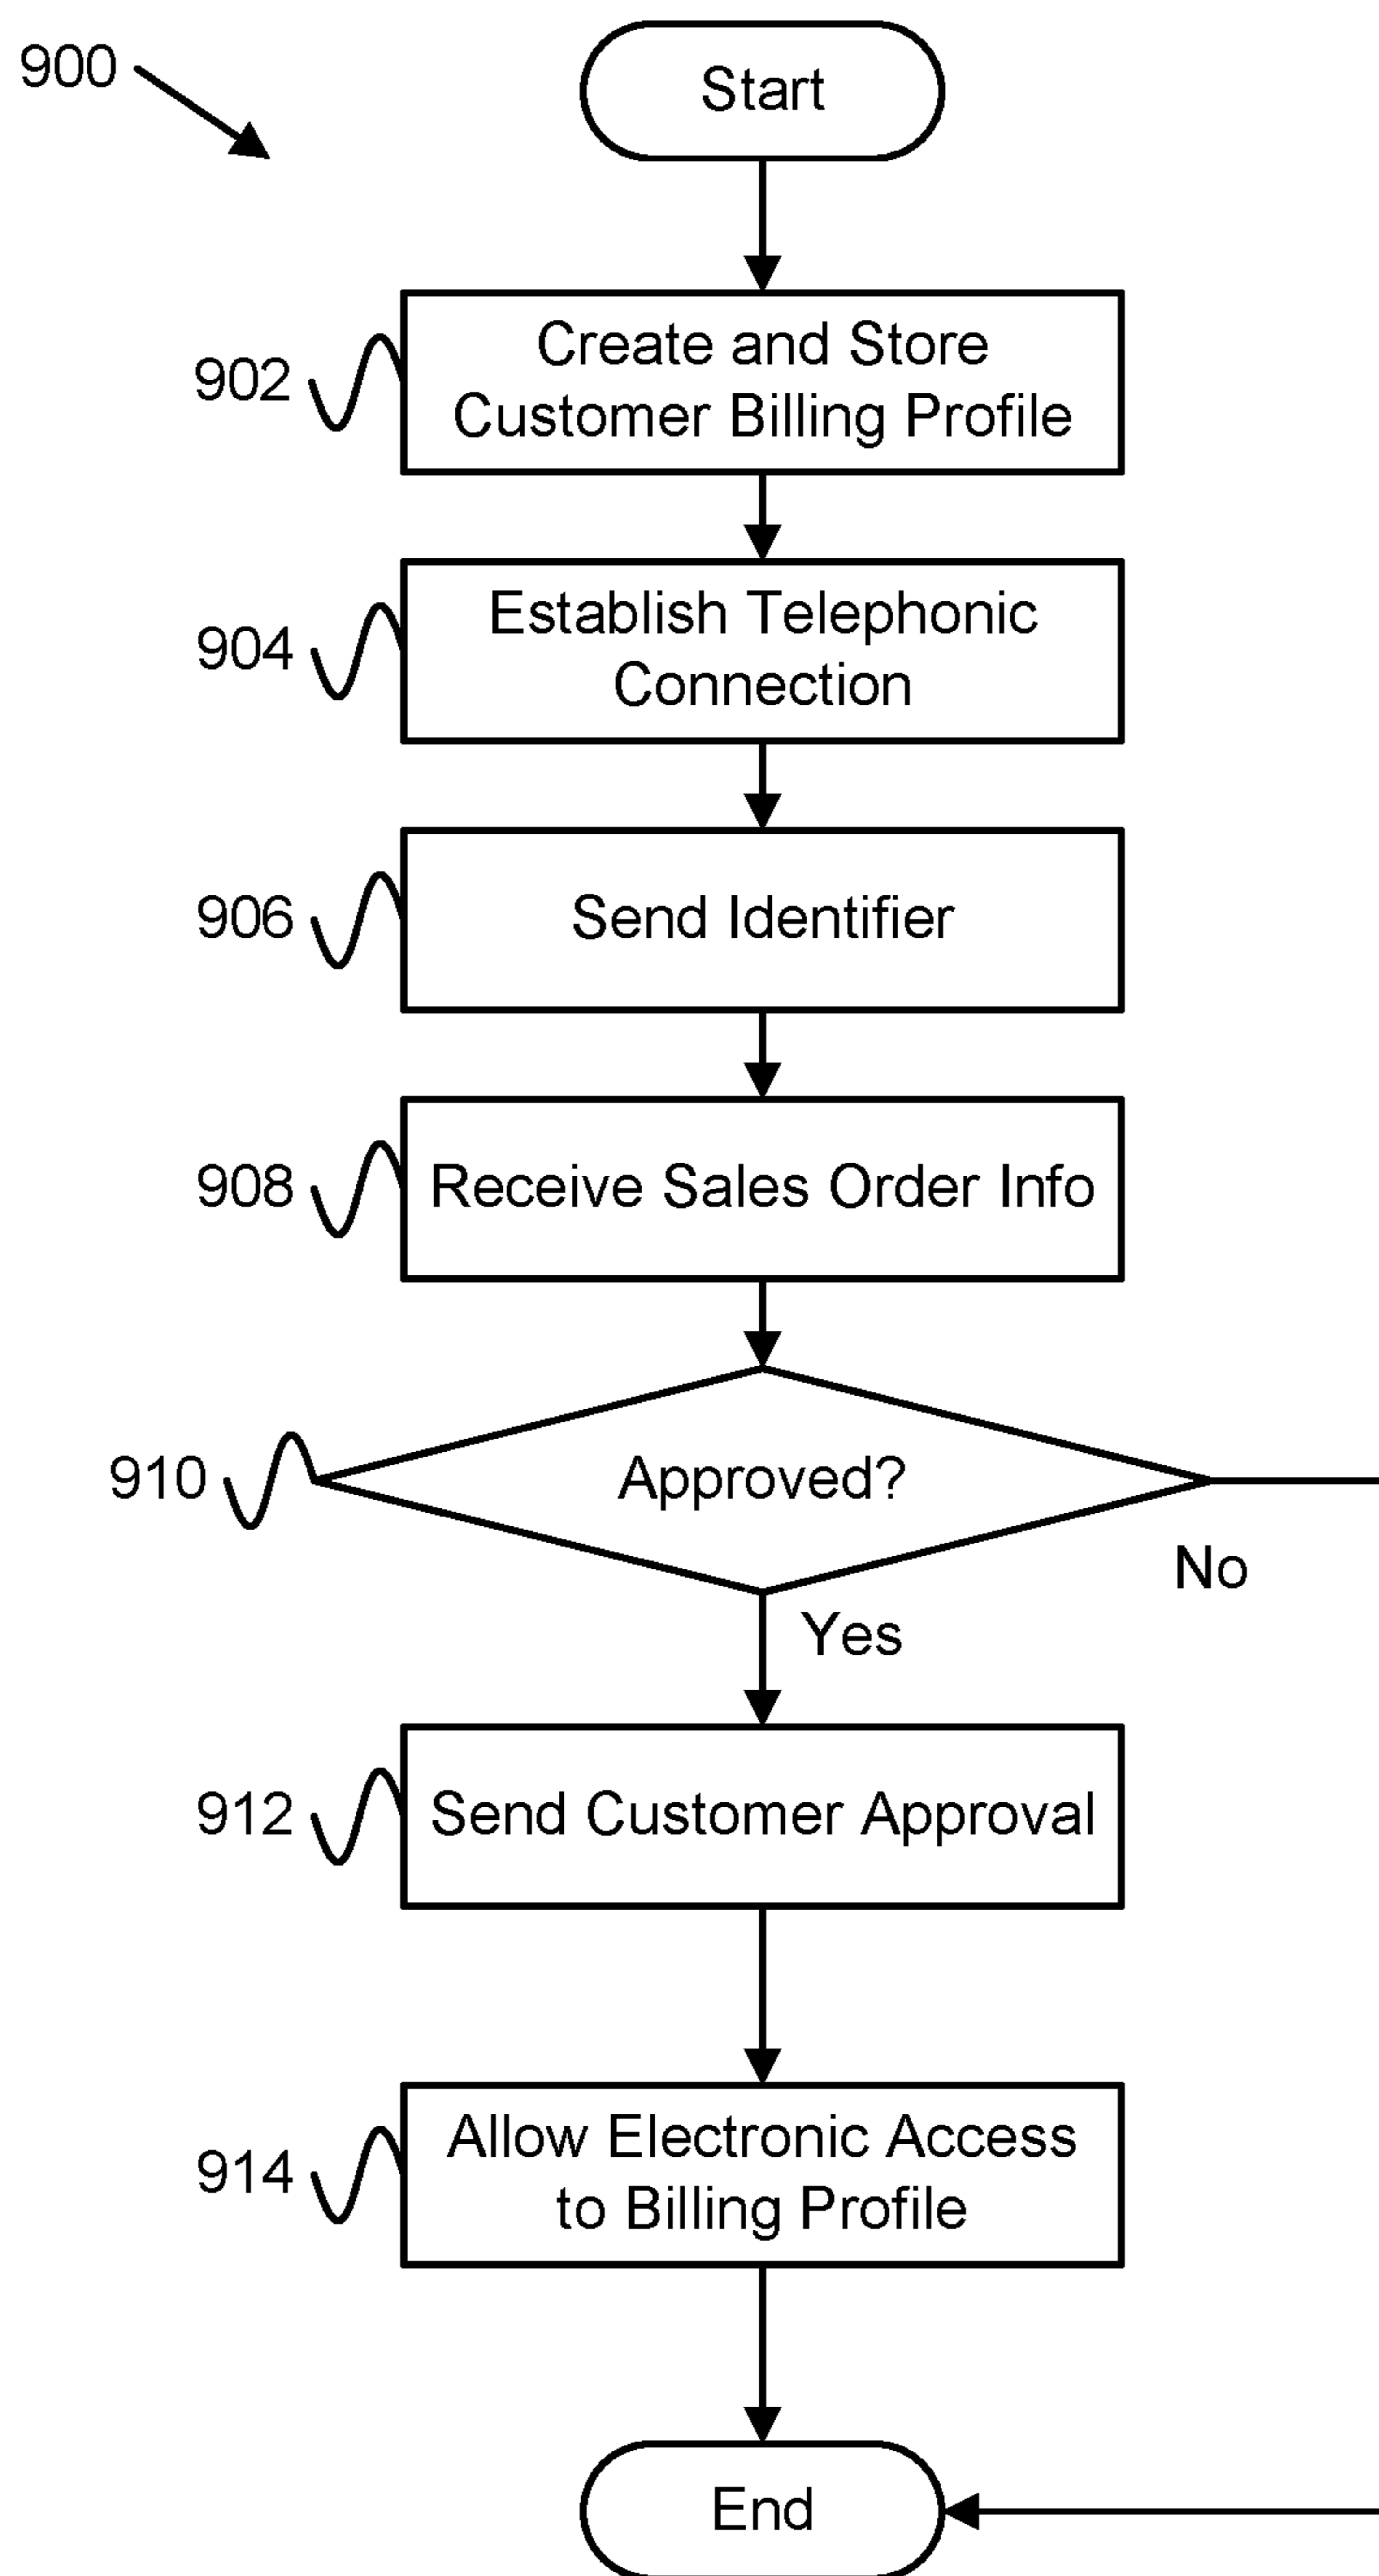 900
Start
902
Create and Store
Customer Billing Profile
904
Establish Telephonic
Connection
906
Send Identifier
908
Receive Sales Order Info
910
Approved?
No
Yes
912
Send Customer Approval
914
Allow Electronic Access
to Billing Profile
End